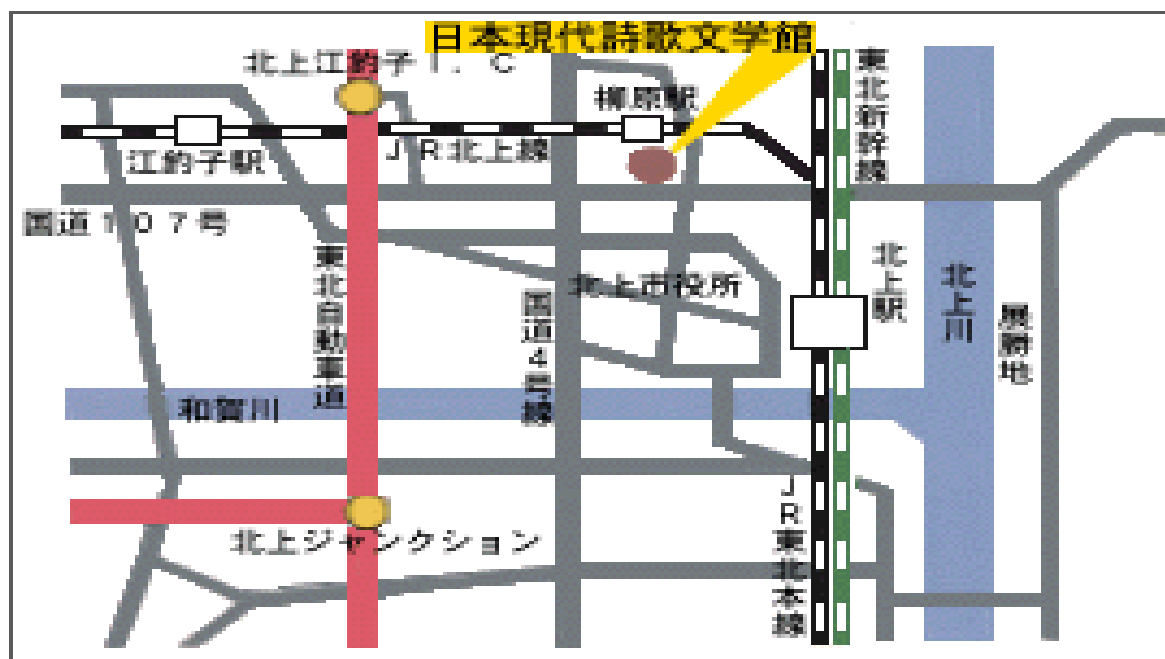 日本現代詩歌文学館
北上江釣子I．C
柳原駅
東北新幹線
江釣子駅
JR北上線
国道１０７号
東北自動車道
北上市役所
国道４号線
北上駅
北上川
展勝地
和賀川
北上ジャンクション
JR東北本線